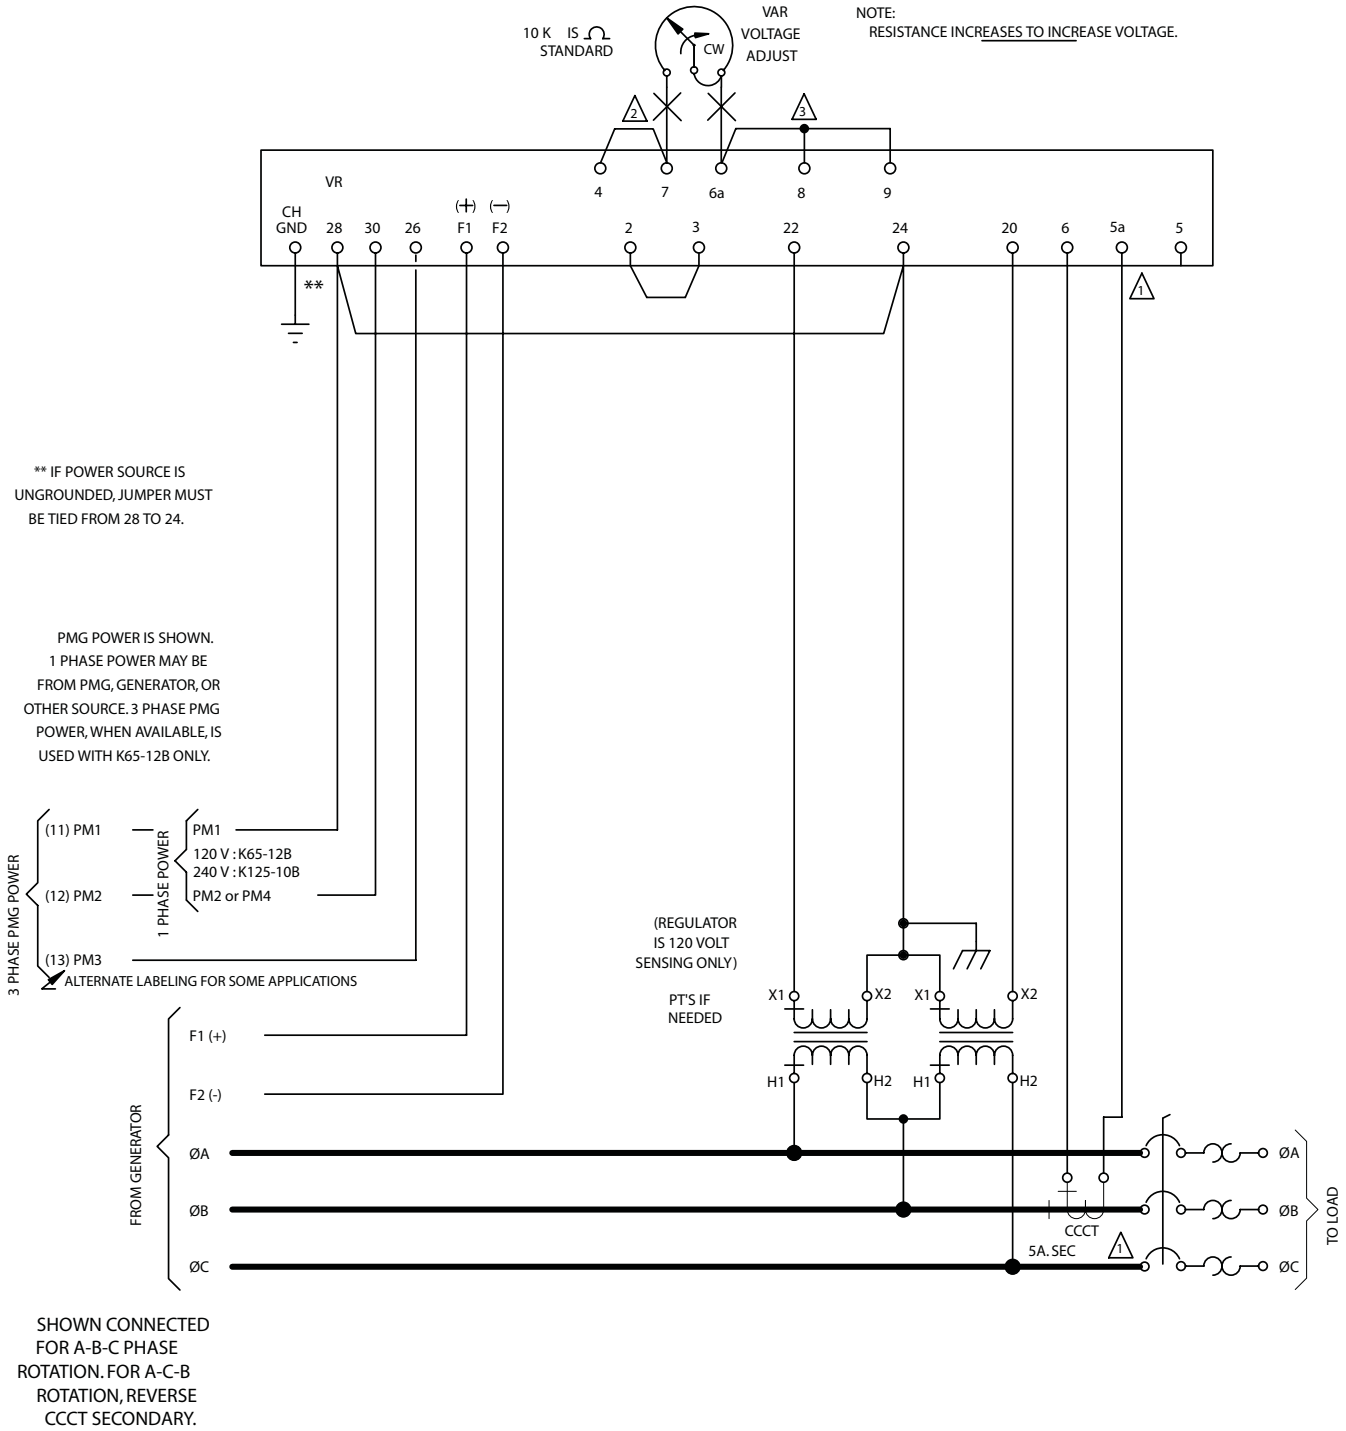 10 K IS Ω
STANDARD
VAR
VOLTAGE
ADJUST
CW
NOTE:
RESISTANCE INCREASES TO INCREASE VOLTAGE.
2
3
VR
4
7
6a
8
9
CH
GND
28
30
26
(+)
F1
(—)
F2
2
3
22
24
20
6
5a
5
**
1
** IF POWER SOURCE IS
UNGROUNDED, JUMPER MUST
BE TIED FROM 28 TO 24.
PMG POWER IS SHOWN.
1 PHASE POWER MAY BE
FROM PMG, GENERATOR, OR
OTHER SOURCE. 3 PHASE PMG
POWER, WHEN AVAILABLE, IS
USED WITH K65-12B ONLY.
3 PHASE PMG POWER
(11) PM1
(12) PM2
(13) PM3
1 PHASE POWER
PM1
120 V : K65-12B
240 V : K125-10B
PM2 or PM4
ALTERNATE LABELING FOR SOME APPLICATIONS
(REGULATOR
IS 120 VOLT
SENSING ONLY)
PT'S IF
NEEDED
X1
X2
X1
X2
H1
H2
H1
H2
FROM GENERATOR
F1 (+)
F2 (-)
ØA
ØB
ØC
CCCT
5A. SEC
1
ØA
ØB
ØC
TO LOAD
SHOWN CONNECTED
FOR A-B-C PHASE
ROTATION. FOR A-C-B
ROTATION, REVERSE
CCCT SECONDARY.